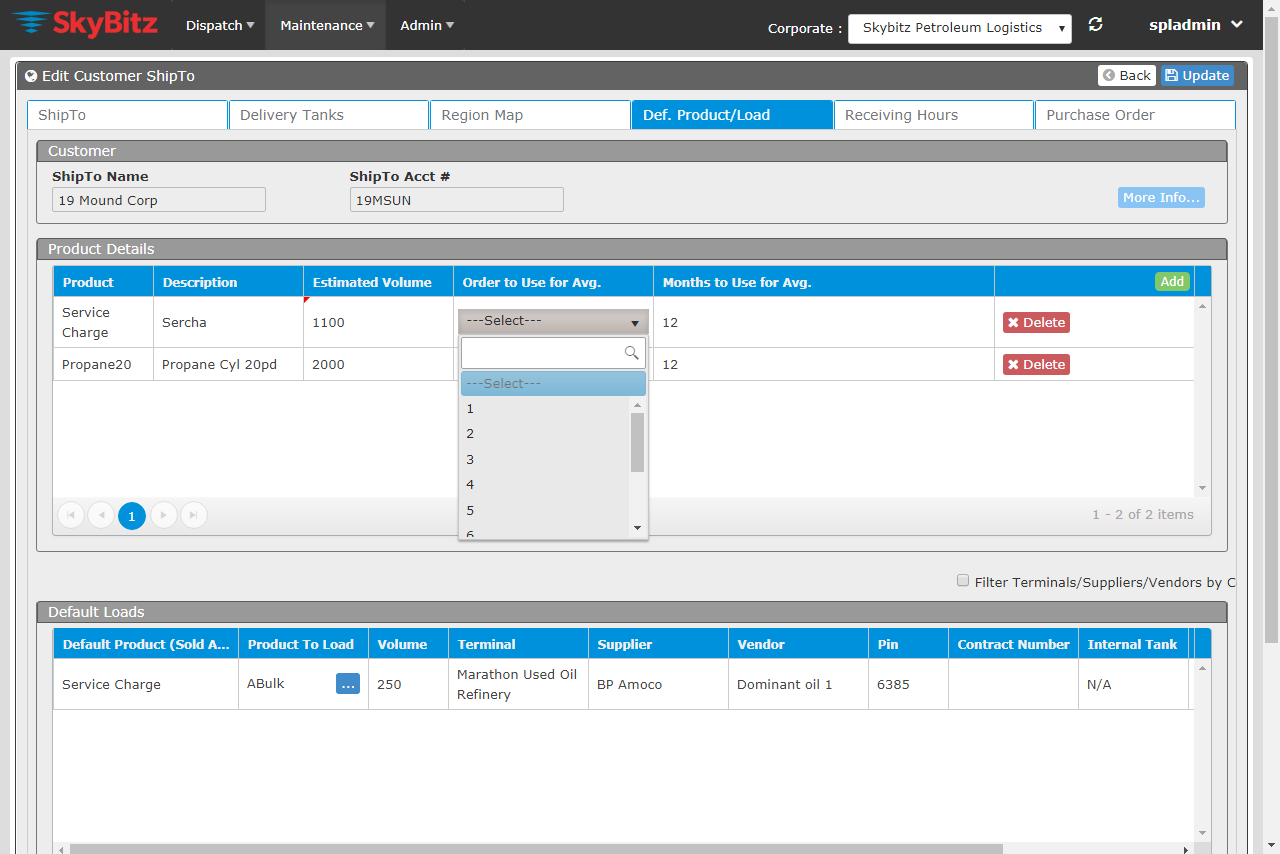 SkyBitz
Dispatch
Maintenance
Admin
Corporate :
Skybitz Petroleum Logistics
spladmin
Edit Customer ShipTo
Back
Update
ShipTo
Delivery Tanks
Region Map
Def. Product/Load
Receiving Hours
Purchase Order
Customer
ShipTo Name
ShipTo Acct #
19 Mound Corp
19MSUN
More Info...
Product Details
Product
Description
Estimated Volume
Order to Use for Avg.
Months to Use for Avg.
Add
Service
Charge
Sercha
1100
---Select---
12
Delete
Propane20
Propane Cyl 20pd
2000
12
Delete
---Select---
1
2
3
4
5
6
1
1 - 2 of 2 items
Filter Terminals/Suppliers/Vendors by C
Default Loads
Default Product (Sold A...
Product To Load
Volume
Terminal
Supplier
Vendor
Pin
Contract Number
Internal Tank
Service Charge
ABulk
...
250
Marathon Used Oil
Refinery
BP Amoco
Dominant oil 1
6385
N/A